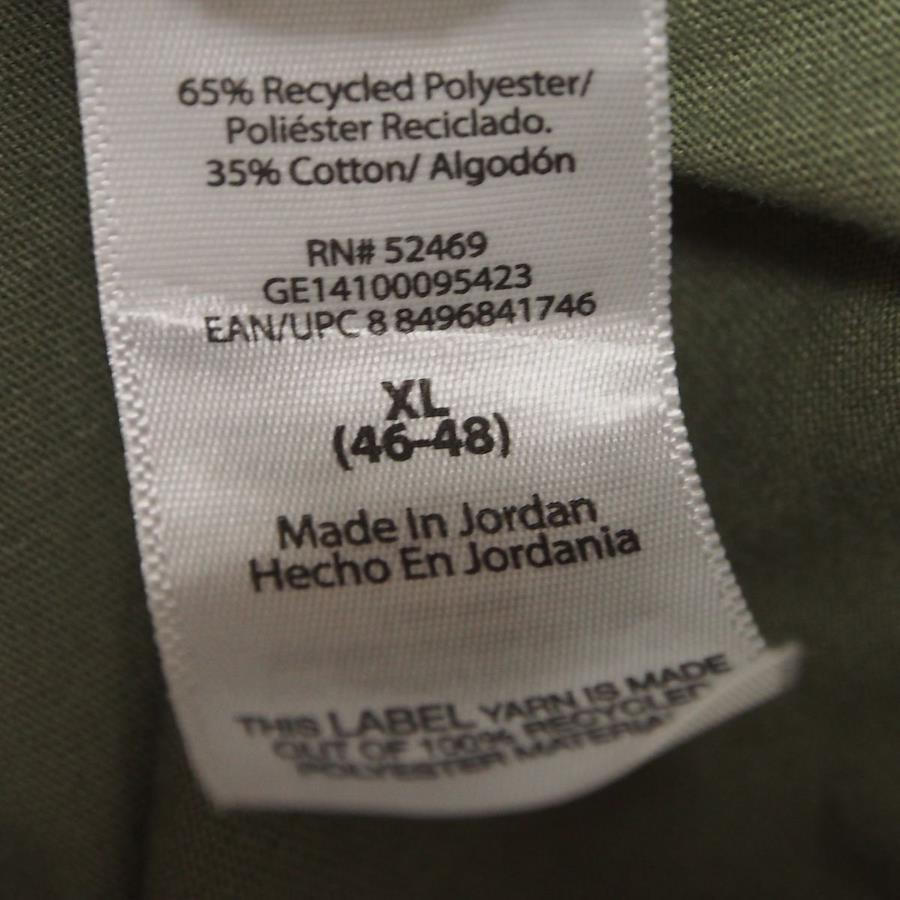 65% Recycled Polyester/
Poliéster Reciclado.
35% Cotton/ Algodón
RN# 52469
GE14100095423
EAN/UPC 8 8496841746
XL
(46-48)
Made In Jordan
Hecho En Jordania
THIS LABEL YARN IS MADE
OUT OF 100% RECYCLED
POLYESTER MATERIAL